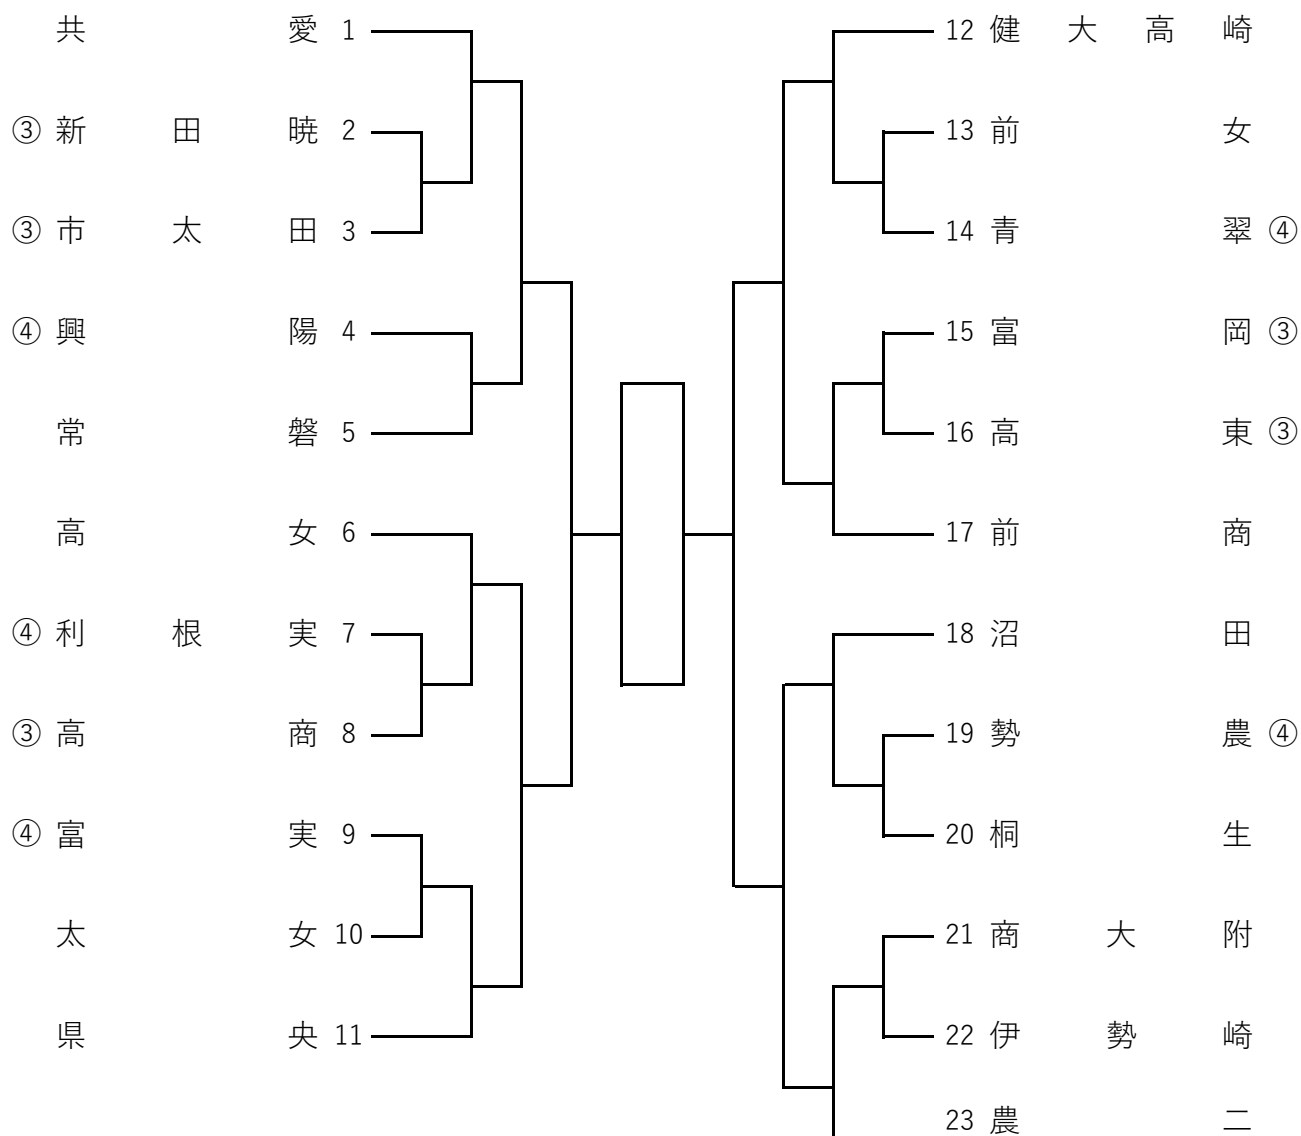 共愛 1
③ 新田暁 2
③ 市太田 3
④ 興陽 4
常磐 5
高女 6
④ 利根実 7
③ 高商 8
④ 富実 9
太女 10
県央 11
12 健大高崎
13 前女
14 青翠 ④
15 富岡 ③
16 高東 ③
17 前商
18 沼田
19 勢農 ④
20 桐生
21 商大附
22 伊勢崎
23 農二